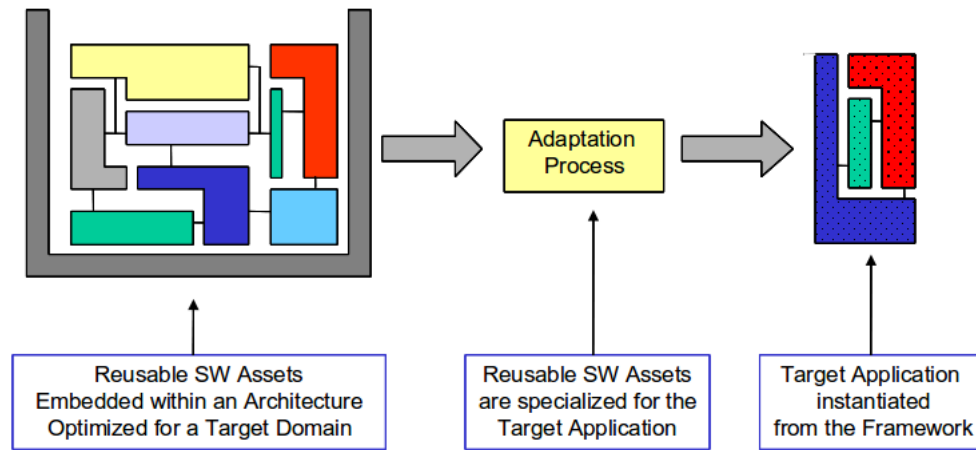 Adaptation
Process
Reusable SW Assets
Embedded within an Architecture
Optimized for a Target Domain
Reusable SW Assets
are specialized for the
Target Application
Target Application
instantiated
from the Framework